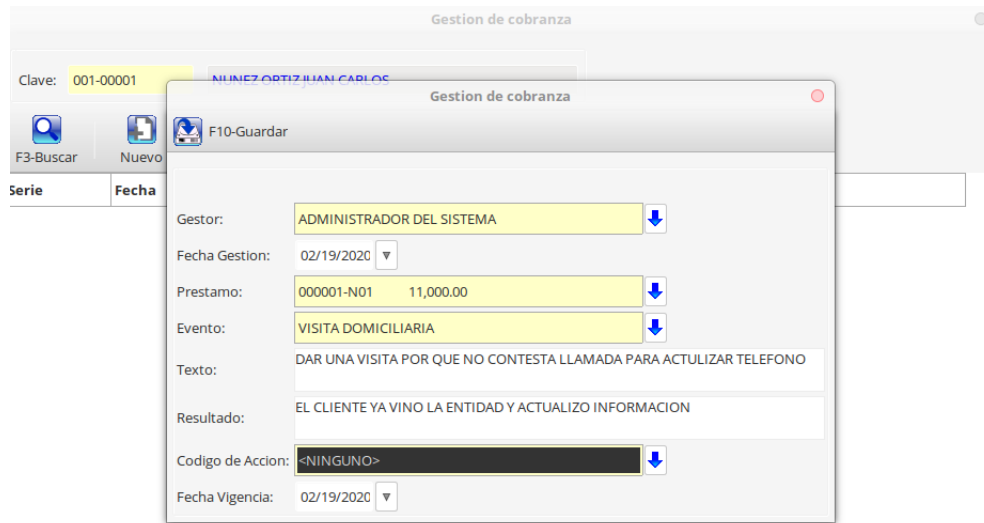 Gestion de cobranza
Clave: 001-00001 NUNEZ ORTIZ JUAN CARLOS
Gestion de cobranza
F10-Guardar
F3-Buscar Nuevo
Serie Fecha
Gestor: ADMINISTRADOR DEL SISTEMA
Fecha Gestion: 02/19/2020
Prestamo: 000001-N01 11,000.00
Evento: VISITA DOMICILIARIA
Texto: DAR UNA VISITA POR QUE NO CONTESTA LLAMADA PARA ACTULIZAR TELEFONO
Resultado: EL CLIENTE YA VINO LA ENTIDAD Y ACTUALIZO INFORMACION
Codigo de Accion: <NINGUNO>
Fecha Vigencia: 02/19/2020